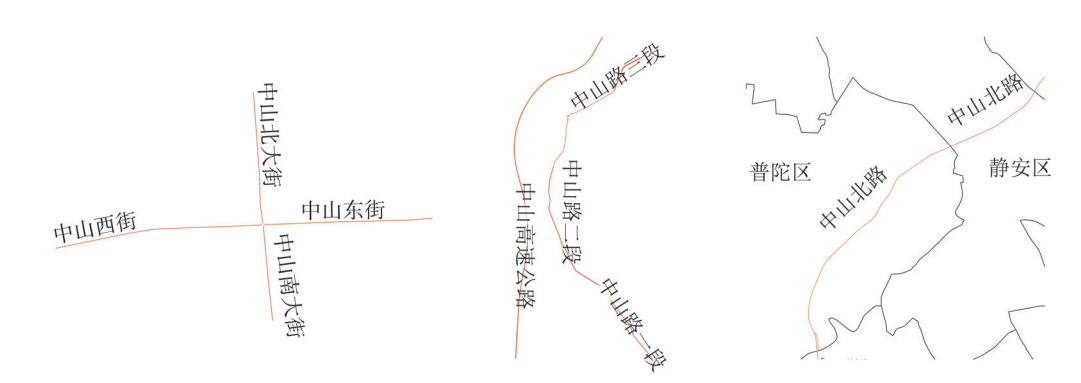 中山北大街
中山西街
中山东街
中山南大街
中山路三段
中山高速公路
中山路二段
中山路一段
中山北路
普陀区
静安区
中山北路